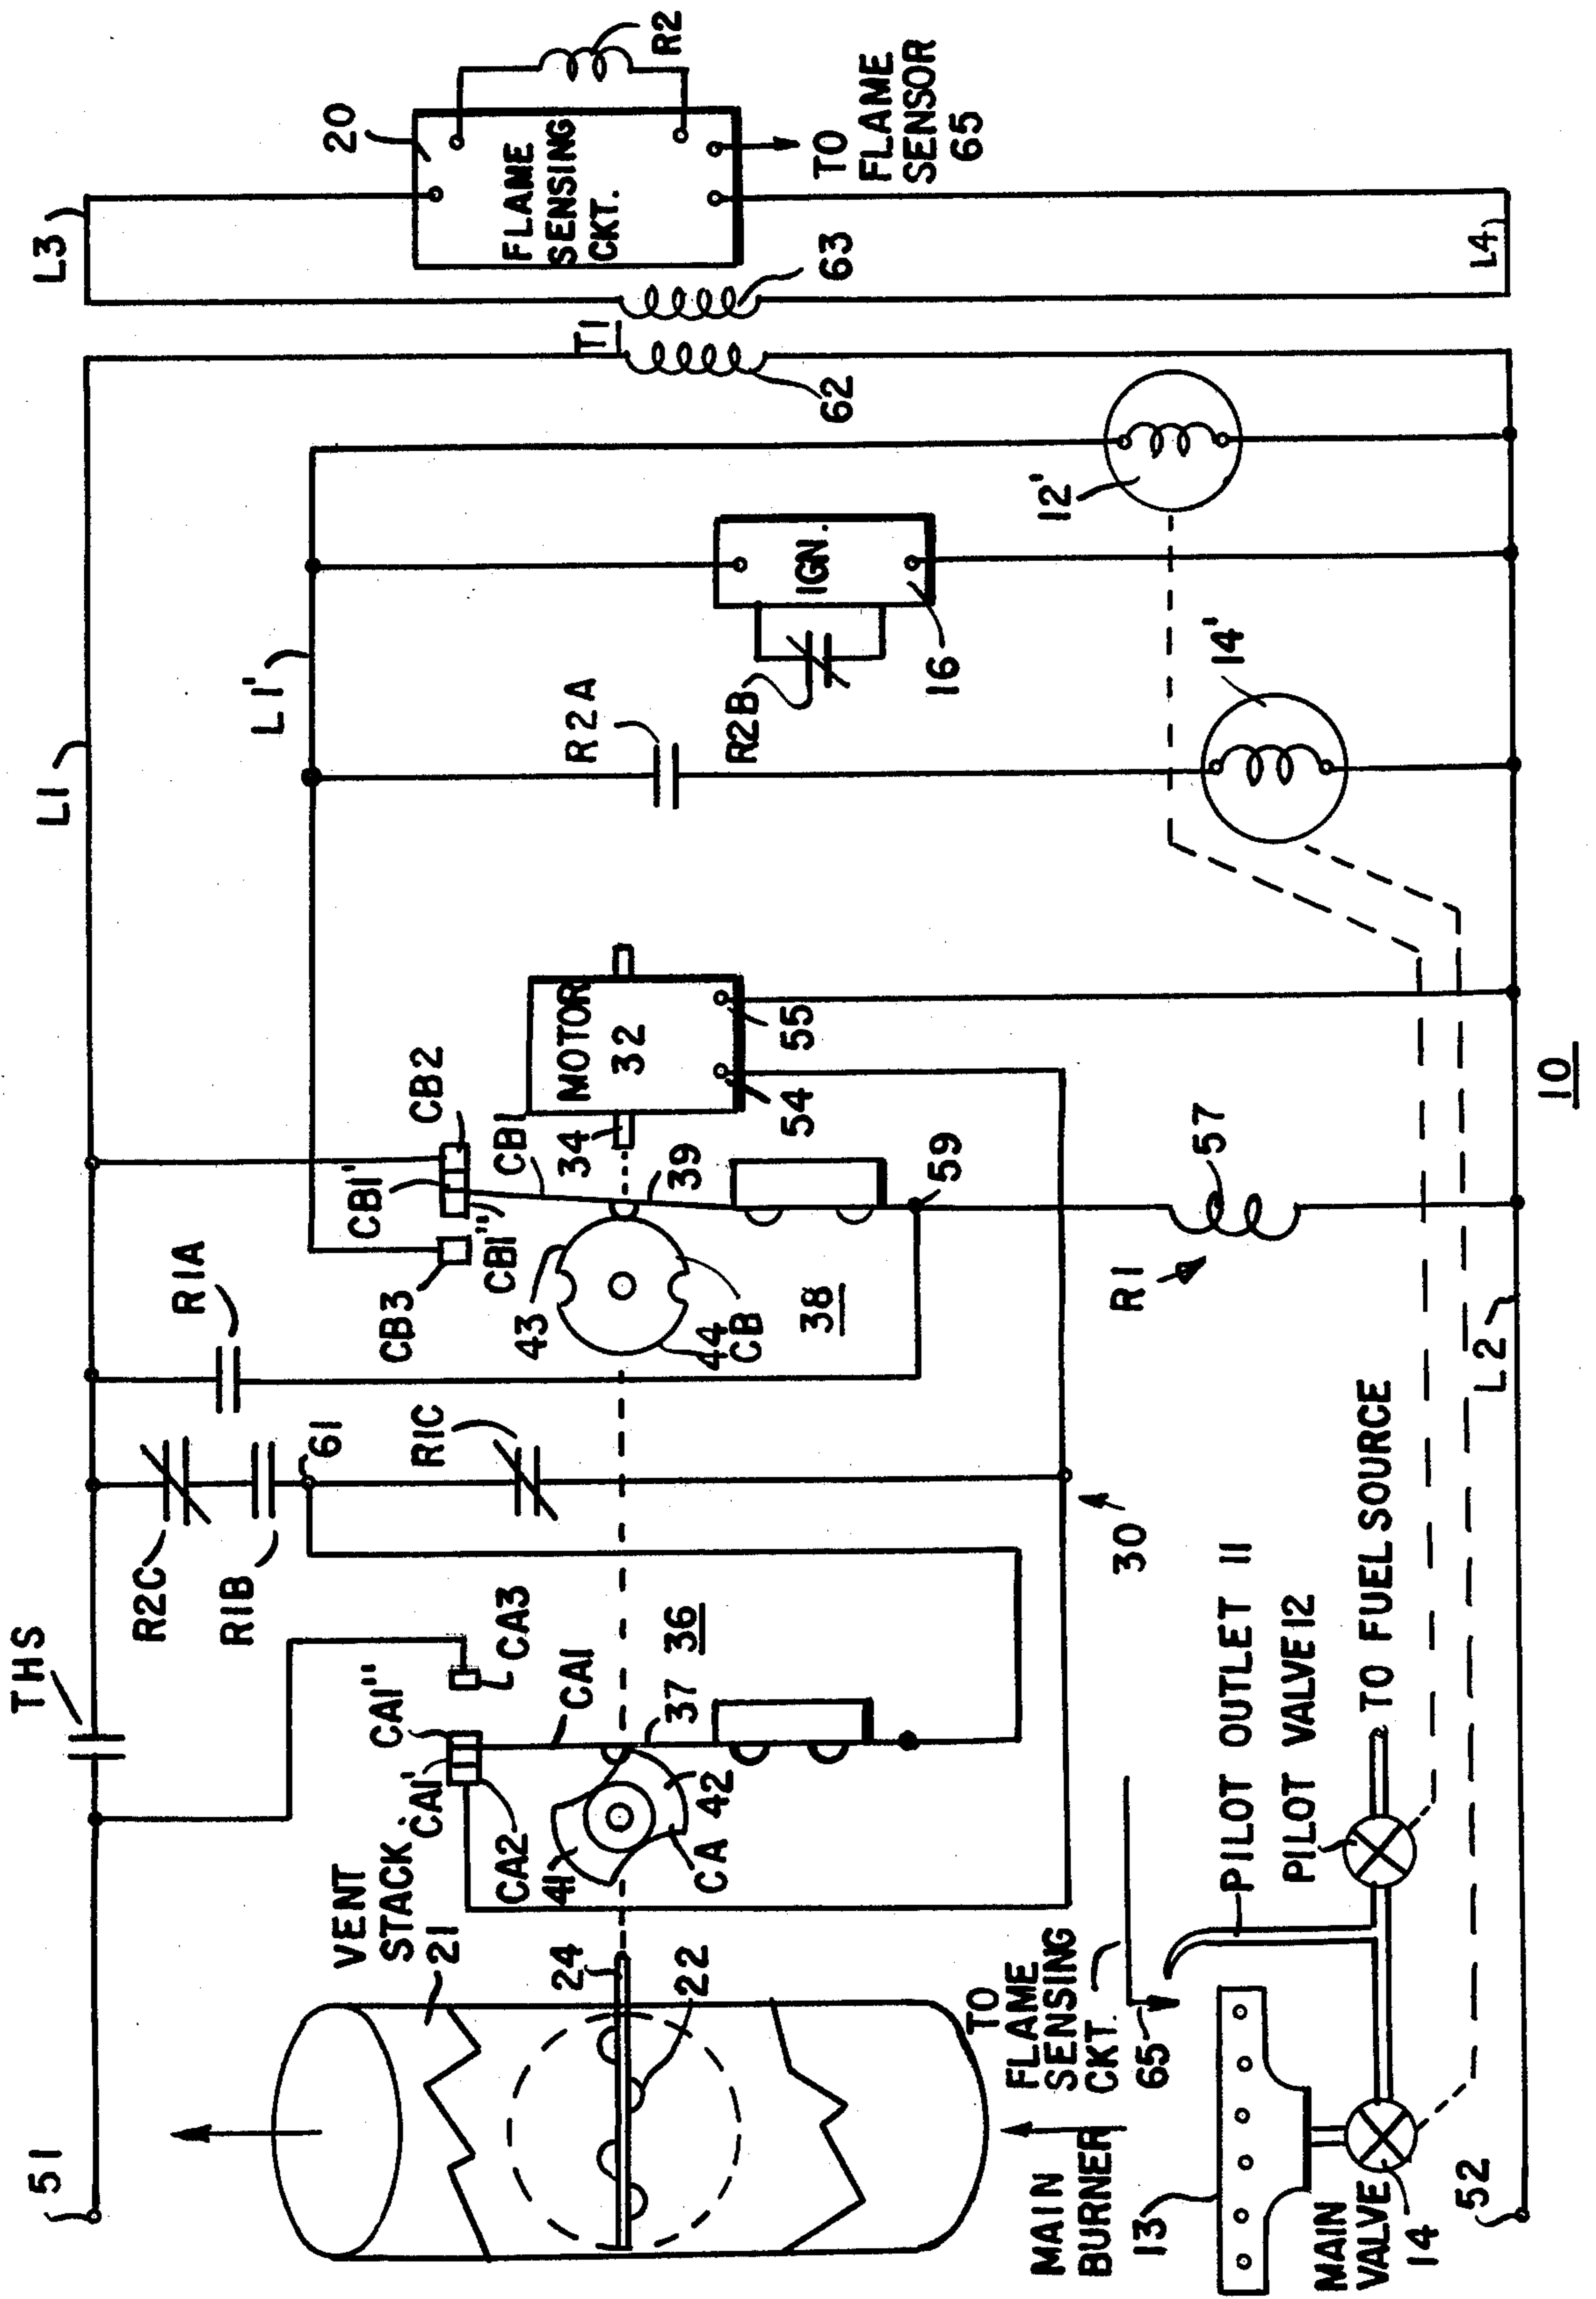 51
THS
L1
L3
R2C
R1B
R1A
61
L1'
20
R2
FLAME
SENSING
CKT.
TO
FLAME
SENSOR
65
T1
62
63
VENT
STACK
21
CA1'
CA1"
CA3
CA2
CA1
R1C
CB3
CB1'
CB1"
CB2
CB1
MOTOR
32
R2A
R2B
IGN.
16
24
22
41
42
CA
37
36
43
44
CB
38
34
39
54
55
59
30
R1
57
12'
14'
TO
FLAME
SENSING
CKT.
65
PILOT OUTLET 11
PILOT VALVE 12
TO FUEL SOURCE
MAIN
BURNER
13
MAIN
VALVE
14
52
L2
L4
10